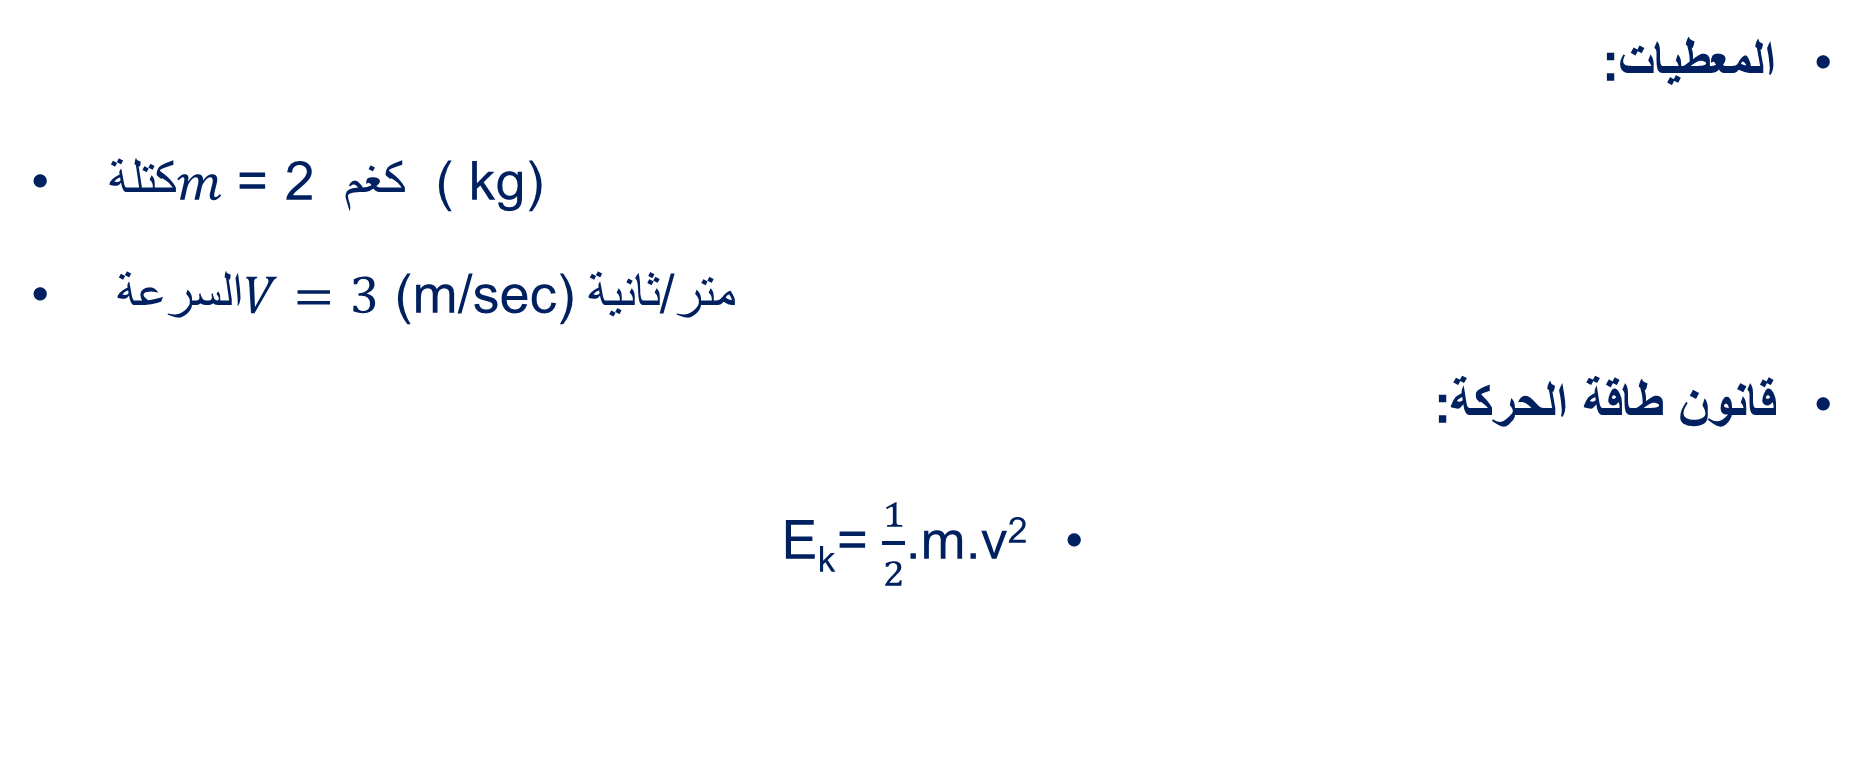 • المعطيات:
• كتلة m = 2 كغم ( kg)
• السرعة V = 3 (m/sec) متر/ثانية
• قانون طاقة الحركة:
• Eₖ= 1/2 .m.v²